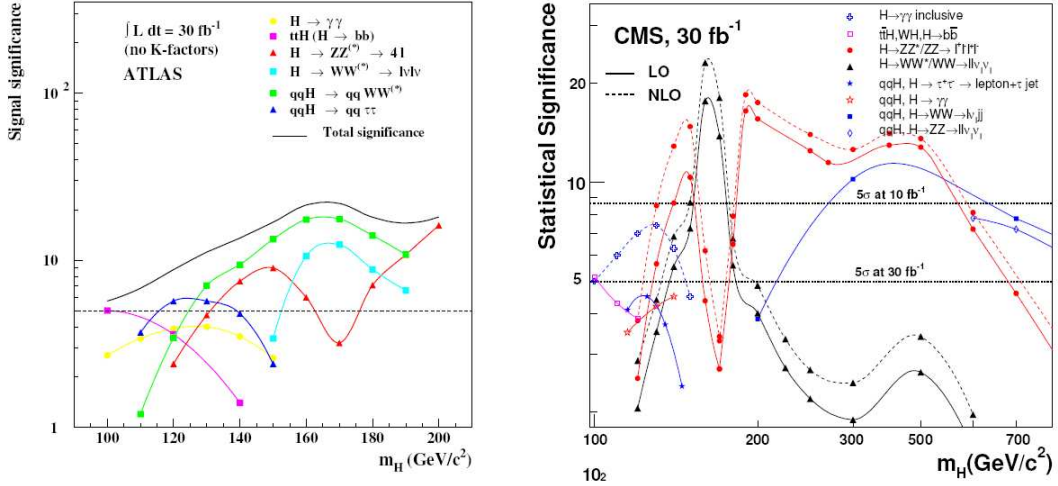 ∫ L dt = 30 fb⁻¹
(no K-factors)
ATLAS
H → γγ
ttH (H → bb)
H → ZZ⁽*⁾ → 4 l
H → WW⁽*⁾ → lνlν
qqH → qq WW⁽*⁾
qqH → qq ττ
Total significance
Signal significance
10²
10
1
100 120 140 160 180 200
m_H (GeV/c²)
CMS, 30 fb⁻¹
LO
NLO
H→γγ inclusive
tt̄H,WH,H→bb̄
H→ZZ*/ZZ→ l⁺l⁻l⁺l⁻
H→WW*/WW→llν_lν_l
qqH, H→ τ⁺τ⁻ → lepton+τ jet
qqH, H→ γγ
qqH, H→WW→lν_ljj
qqH, H→ZZ→llν_lν_l
5σ at 10 fb⁻¹
5σ at 30 fb⁻¹
Statistical Significance
20
10
5
2
100 200 300 500 700
10₂
m_H(GeV/c²)